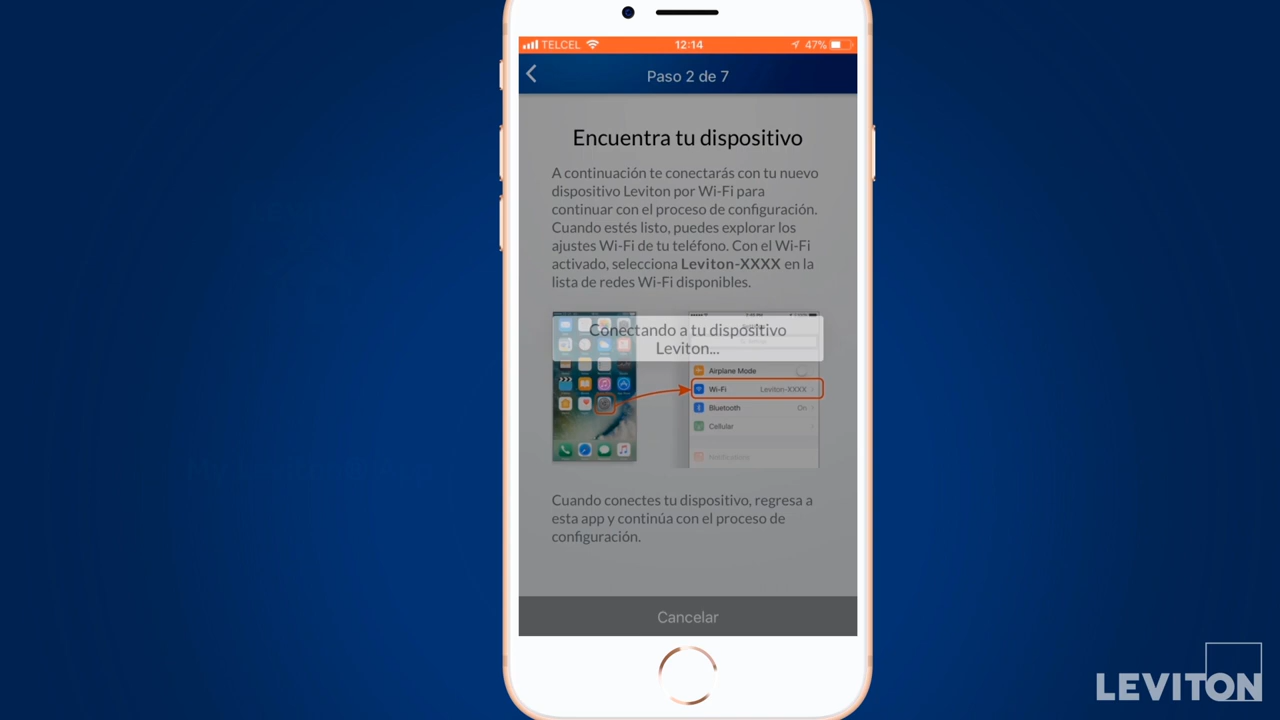 TELCEL 12:14 47%
Paso 2 de 7
Encuentra tu dispositivo
A continuación te conectarás con tu nuevo
dispositivo Leviton por Wi-Fi para
continuar con el proceso de configuración.
Cuando estés listo, puedes explorar los
ajustes Wi-Fi de tu teléfono. Con el Wi-Fi
activado, selecciona Leviton-XXXX en la
lista de redes Wi-Fi disponibles.
Conectando a tu dispositivo
Leviton...
Airplane Mode
Wi-Fi Leviton-XXXX
Bluetooth On
Cellular
Notifications
Cuando conectes tu dispositivo, regresa a
esta app y continúa con el proceso de
configuración.
Cancelar
LEVITON